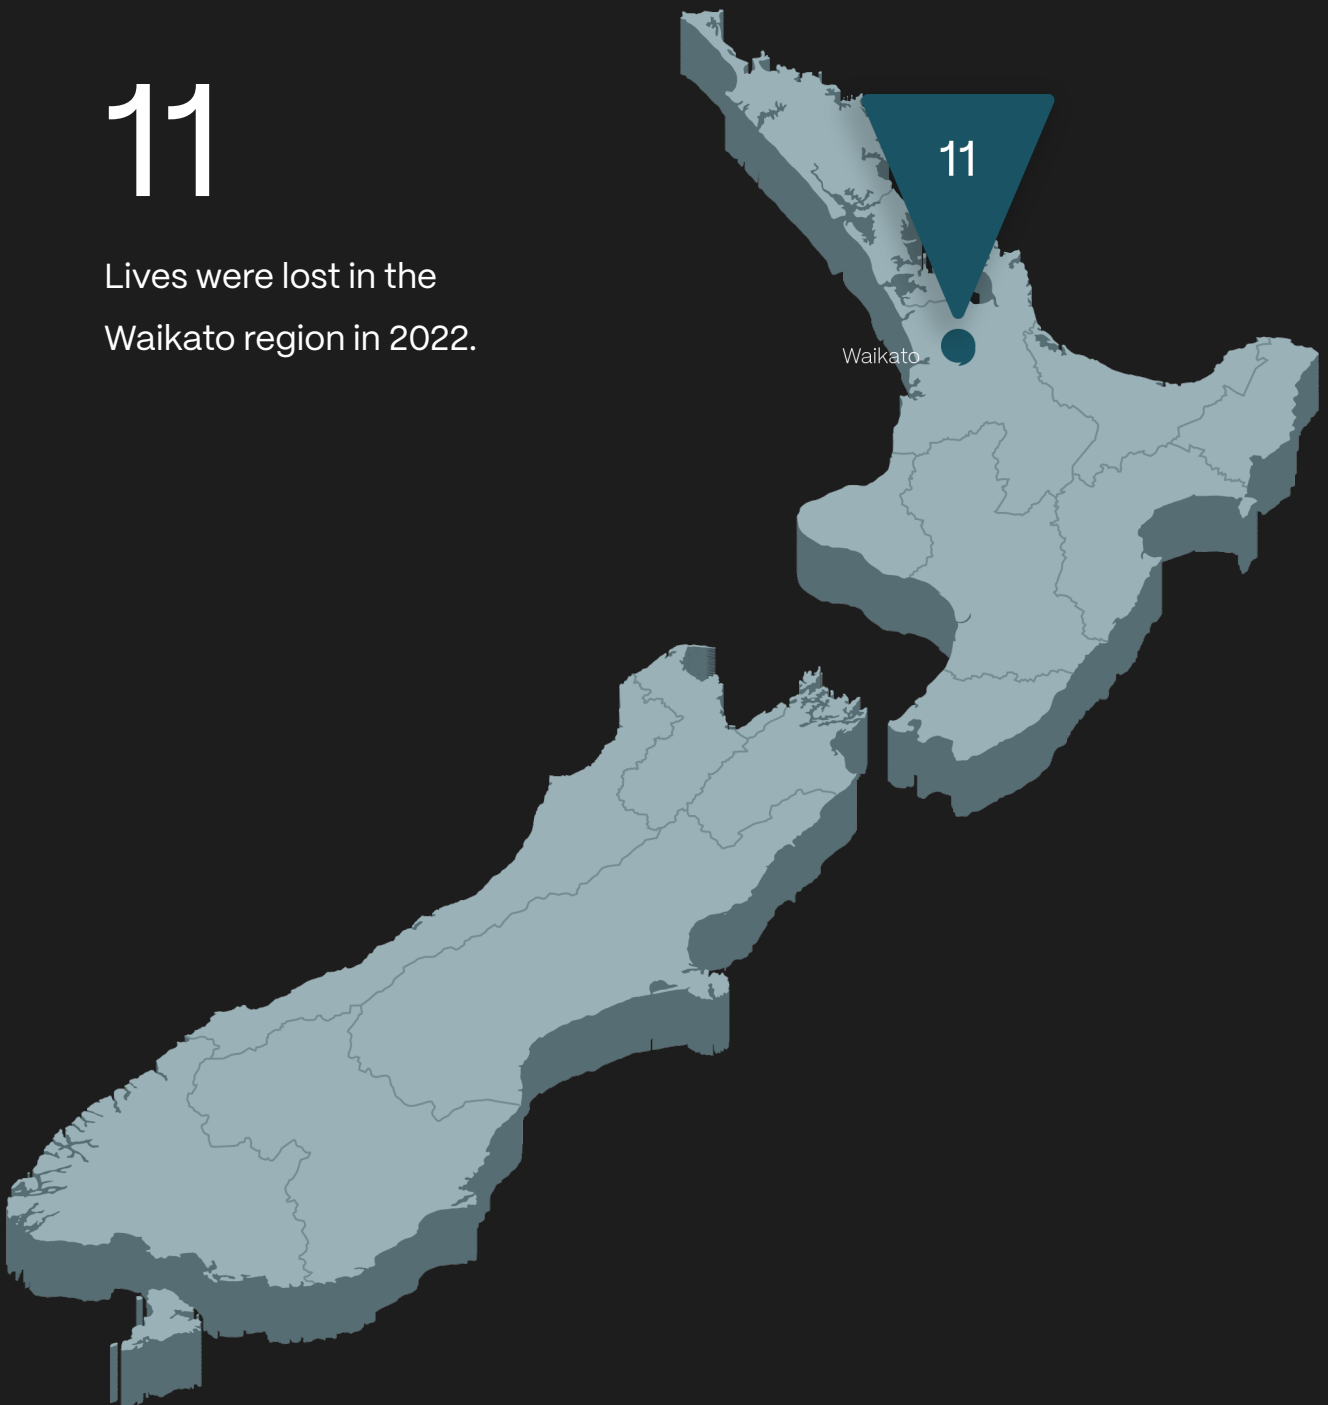 11
Lives were lost in the
Waikato region in 2022.
11
Waikato